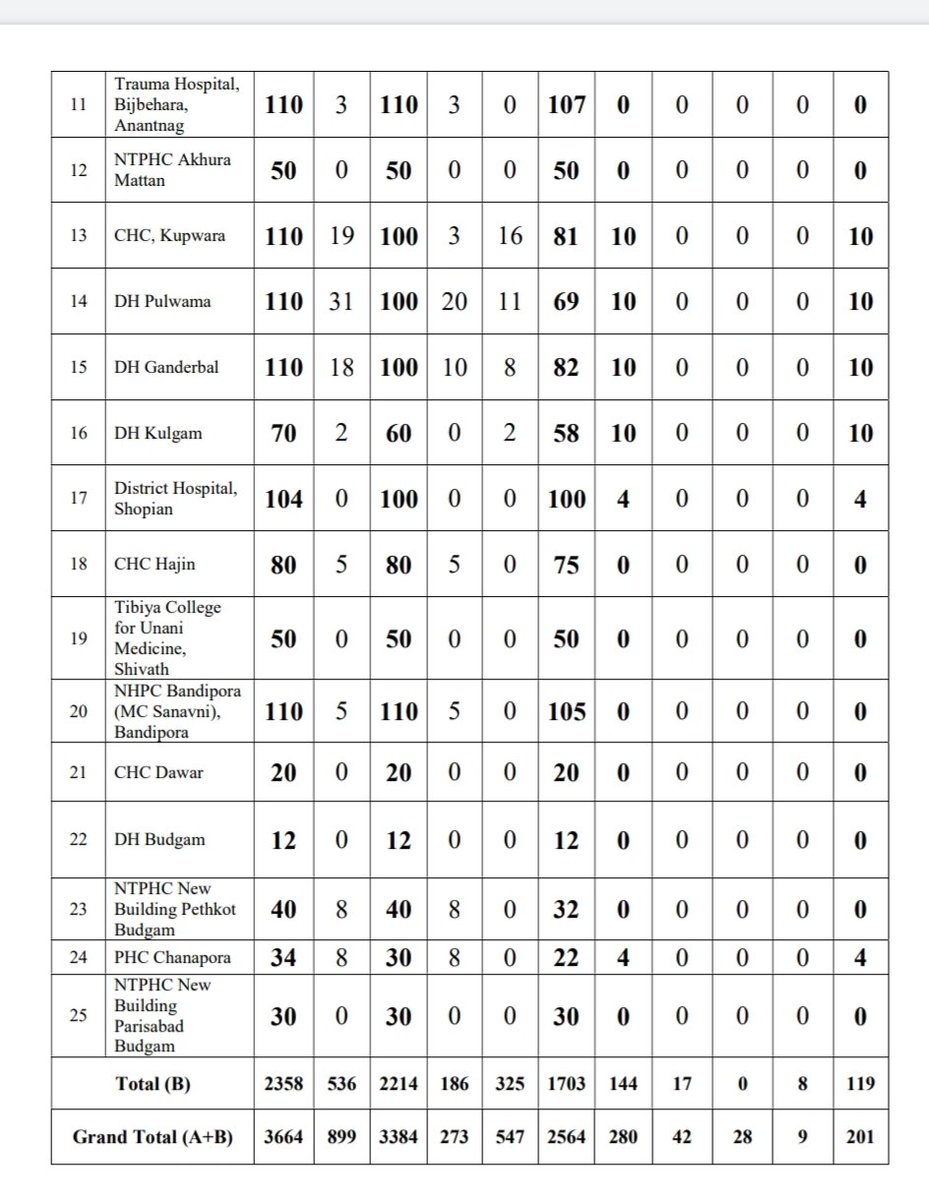 11 Trauma Hospital, Bijbehara, Anantnag 110 3 110 3 0 107 0 0 0 0 0
12 NTPHC Akhura Mattan 50 0 50 0 0 50 0 0 0 0 0
13 CHC, Kupwara 110 19 100 3 16 81 10 0 0 0 10
14 DH Pulwama 110 31 100 20 11 69 10 0 0 0 10
15 DH Ganderbal 110 18 100 10 8 82 10 0 0 0 10
16 DH Kulgam 70 2 60 0 2 58 10 0 0 0 10
17 District Hospital, Shopian 104 0 100 0 0 100 4 0 0 0 4
18 CHC Hajin 80 5 80 5 0 75 0 0 0 0 0
19 Tibiya College for Unani Medicine, Shivath 50 0 50 0 0 50 0 0 0 0 0
20 NHPC Bandipora (MC Sanavni), Bandipora 110 5 110 5 0 105 0 0 0 0 0
21 CHC Dawar 20 0 20 0 0 20 0 0 0 0 0
22 DH Budgam 12 0 12 0 0 12 0 0 0 0 0
23 NTPHC New Building Pethkot Budgam 40 8 40 8 0 32 0 0 0 0 0
24 PHC Chanapora 34 8 30 8 0 22 4 0 0 0 4
25 NTPHC New Building Parisabad Budgam 30 0 30 0 0 30 0 0 0 0 0
Total (B) 2358 536 2214 186 325 1703 144 17 0 8 119
Grand Total (A+B) 3664 899 3384 273 547 2564 280 42 28 9 201